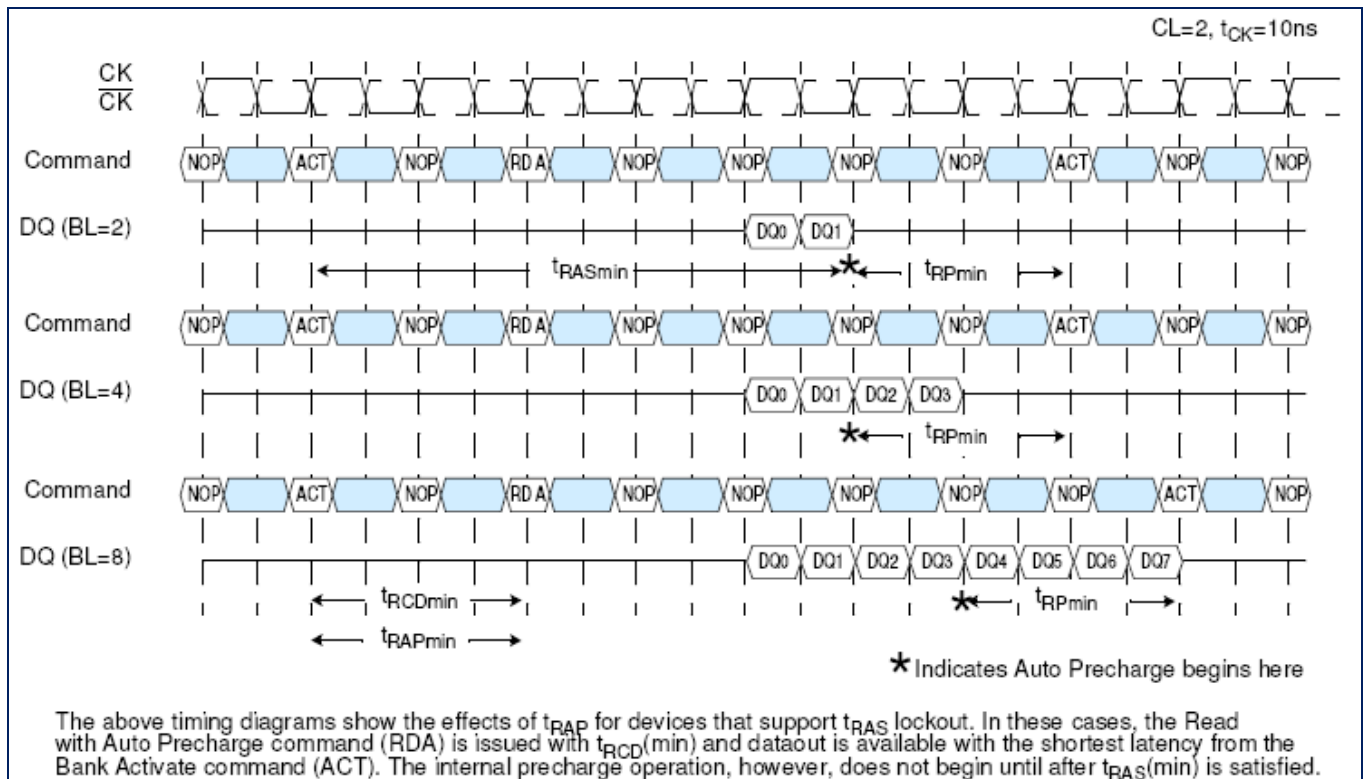 CL=2, tCK=10ns
CK
CK
Command NOP ACT NOP RDA NOP NOP NOP NOP ACT NOP NOP
DQ (BL=2) DQ0 DQ1
tRASmin * tRPmin
Command NOP ACT NOP RDA NOP NOP NOP NOP ACT NOP NOP
DQ (BL=4) DQ0 DQ1 DQ2 DQ3
* tRPmin
Command NOP ACT NOP RDA NOP NOP NOP NOP NOP ACT NOP
DQ (BL=8) DQ0 DQ1 DQ2 DQ3 DQ4 DQ5 DQ6 DQ7
tRCDmin * tRPmin
tRAPmin
* Indicates Auto Precharge begins here
The above timing diagrams show the effects of tRAP for devices that support tRAS lockout. In these cases, the Read
with Auto Precharge command (RDA) is issued with tRCD(min) and dataout is available with the shortest latency from the
Bank Activate command (ACT). The internal precharge operation, however, does not begin until after tRAS(min) is satisfied.